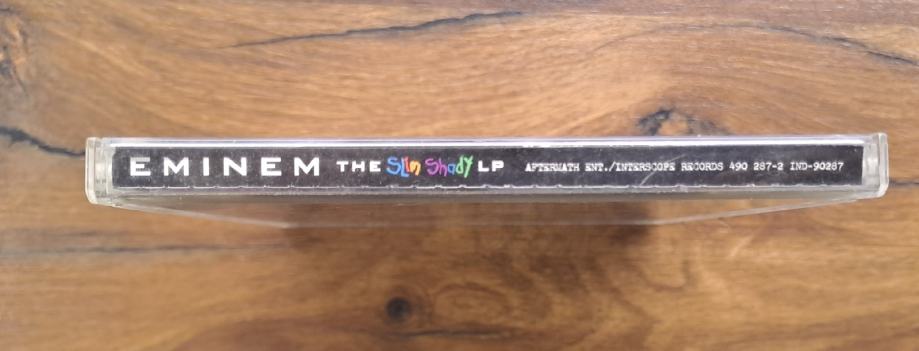 EMINEM THE Slim Shady LP AFTERMATH ENT./INTERSCOPE RECORDS 490 287-2 IND-90287